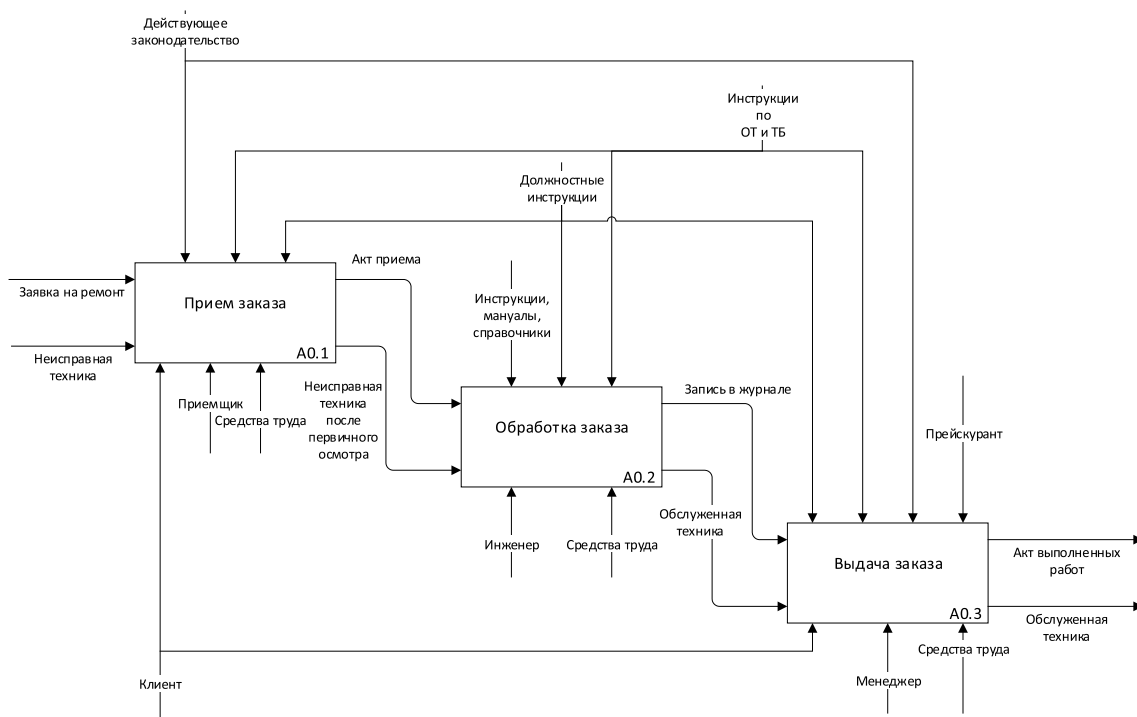 Действующее
законодательство
Инструкции
по
ОТ и ТБ
Должностные
инструкции
Акт приема
Заявка на ремонт
Прием заказа
Инструкции,
мануалы,
справочники
Неисправная
техника
A0.1
Неисправная
техника
после
первичного
осмотра
Приемщик
Средства труда
Запись в журнале
Обработка заказа
A0.2
Прейскурант
Обслуженная
техника
Инженер
Средства труда
Выдача заказа
A0.3
Акт выполненных
работ
Обслуженная
техника
Средства труда
Клиент
Менеджер